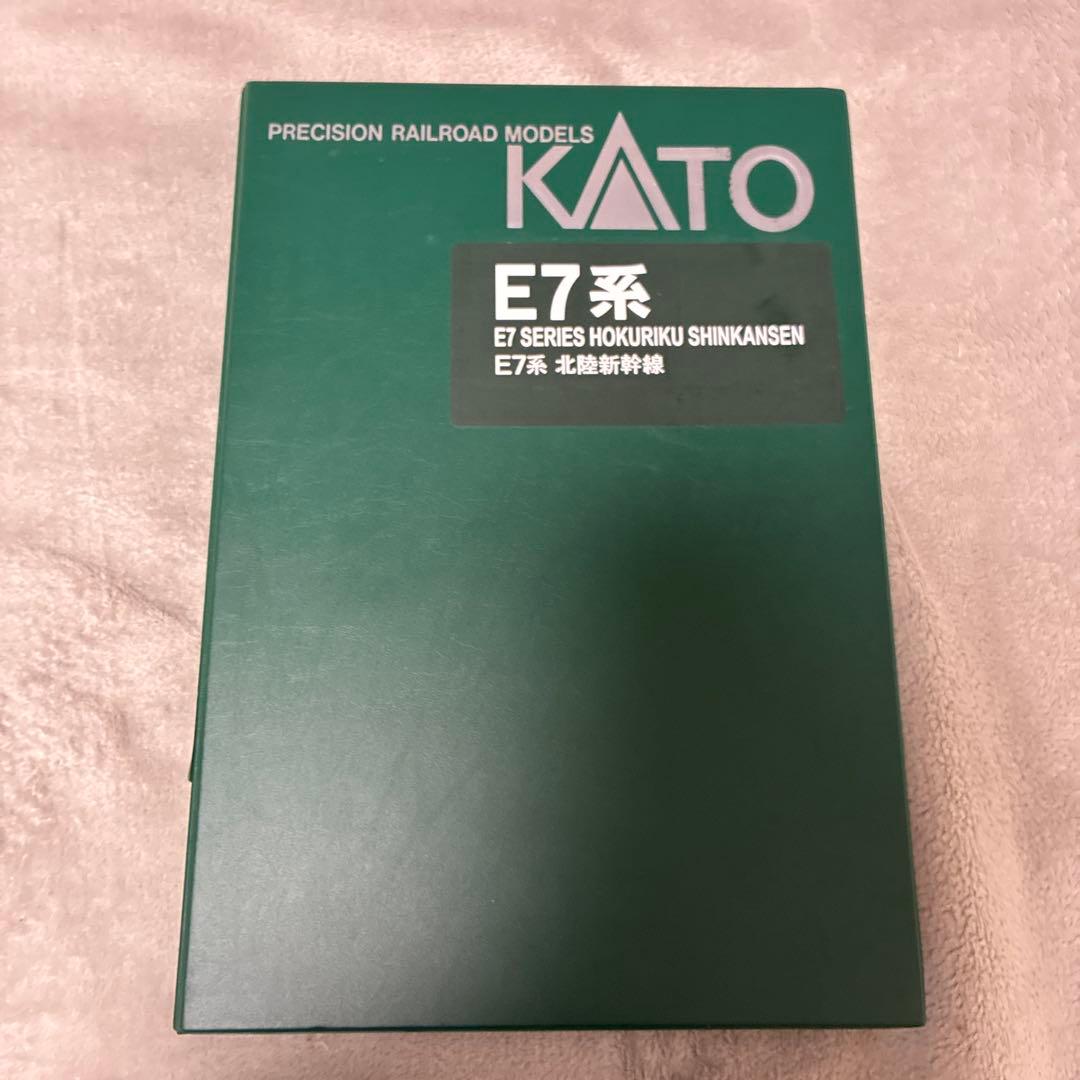 PRECISION RAILROAD MODELS
KATO
E7系
E7 SERIES HOKURIKU SHINKANSEN
E7系 北陸新幹線